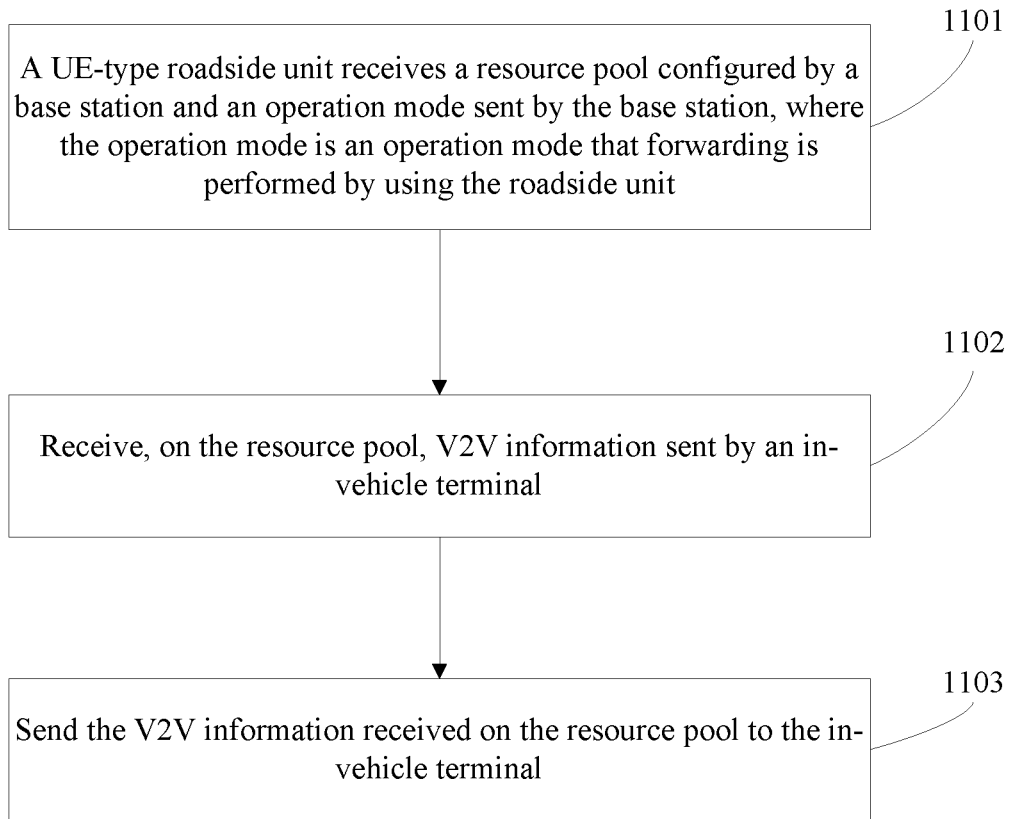 1101
A UE-type roadside unit receives a resource pool configured by a
base station and an operation mode sent by the base station, where
the operation mode is an operation mode that forwarding is
performed by using the roadside unit
1102
Receive, on the resource pool, V2V information sent by an in-
vehicle terminal
1103
Send the V2V information received on the resource pool to the in-
vehicle terminal